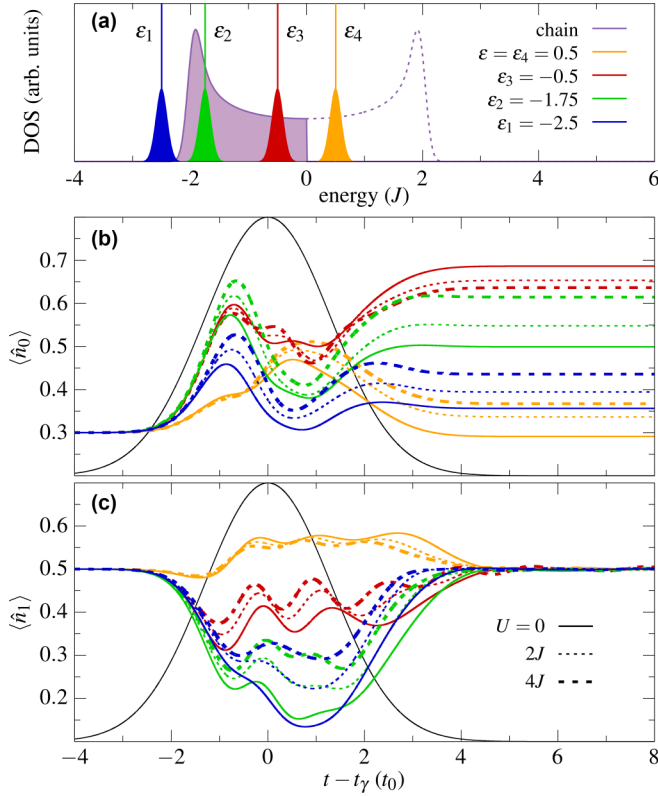 (a)
DOS (arb. units)
ε₁
ε₂
ε₃
ε₄
chain
ε = ε₄ = 0.5
ε₃ = −0.5
ε₂ = −1.75
ε₁ = −2.5
-4
-2
0
2
4
6
energy (J)
(b)
⟨n̂₀⟩
0.7
0.6
0.5
0.4
0.3
(c)
⟨n̂₁⟩
0.6
0.5
0.4
0.3
0.2
U = 0
2J
4J
−4
−2
0
2
4
6
8
t − tγ (t₀)